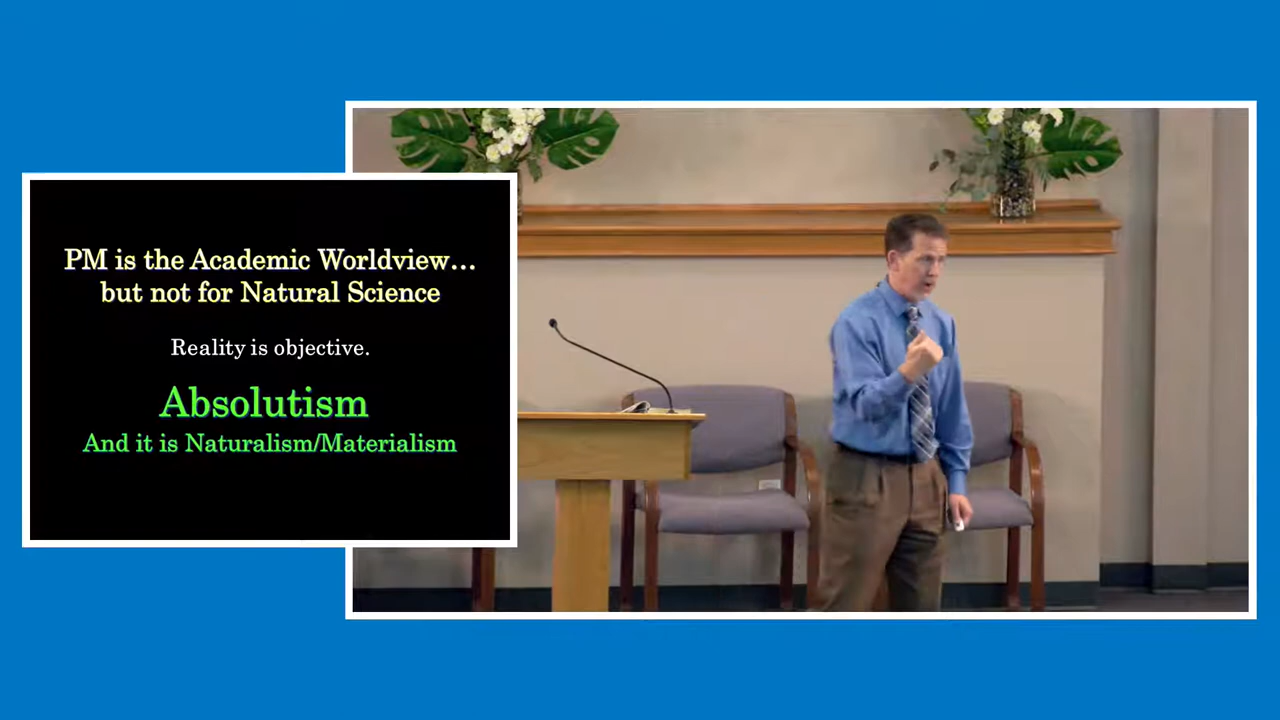 PM is the Academic Worldview…
but not for Natural Science
Reality is objective.
Absolutism
And it is Naturalism/Materialism